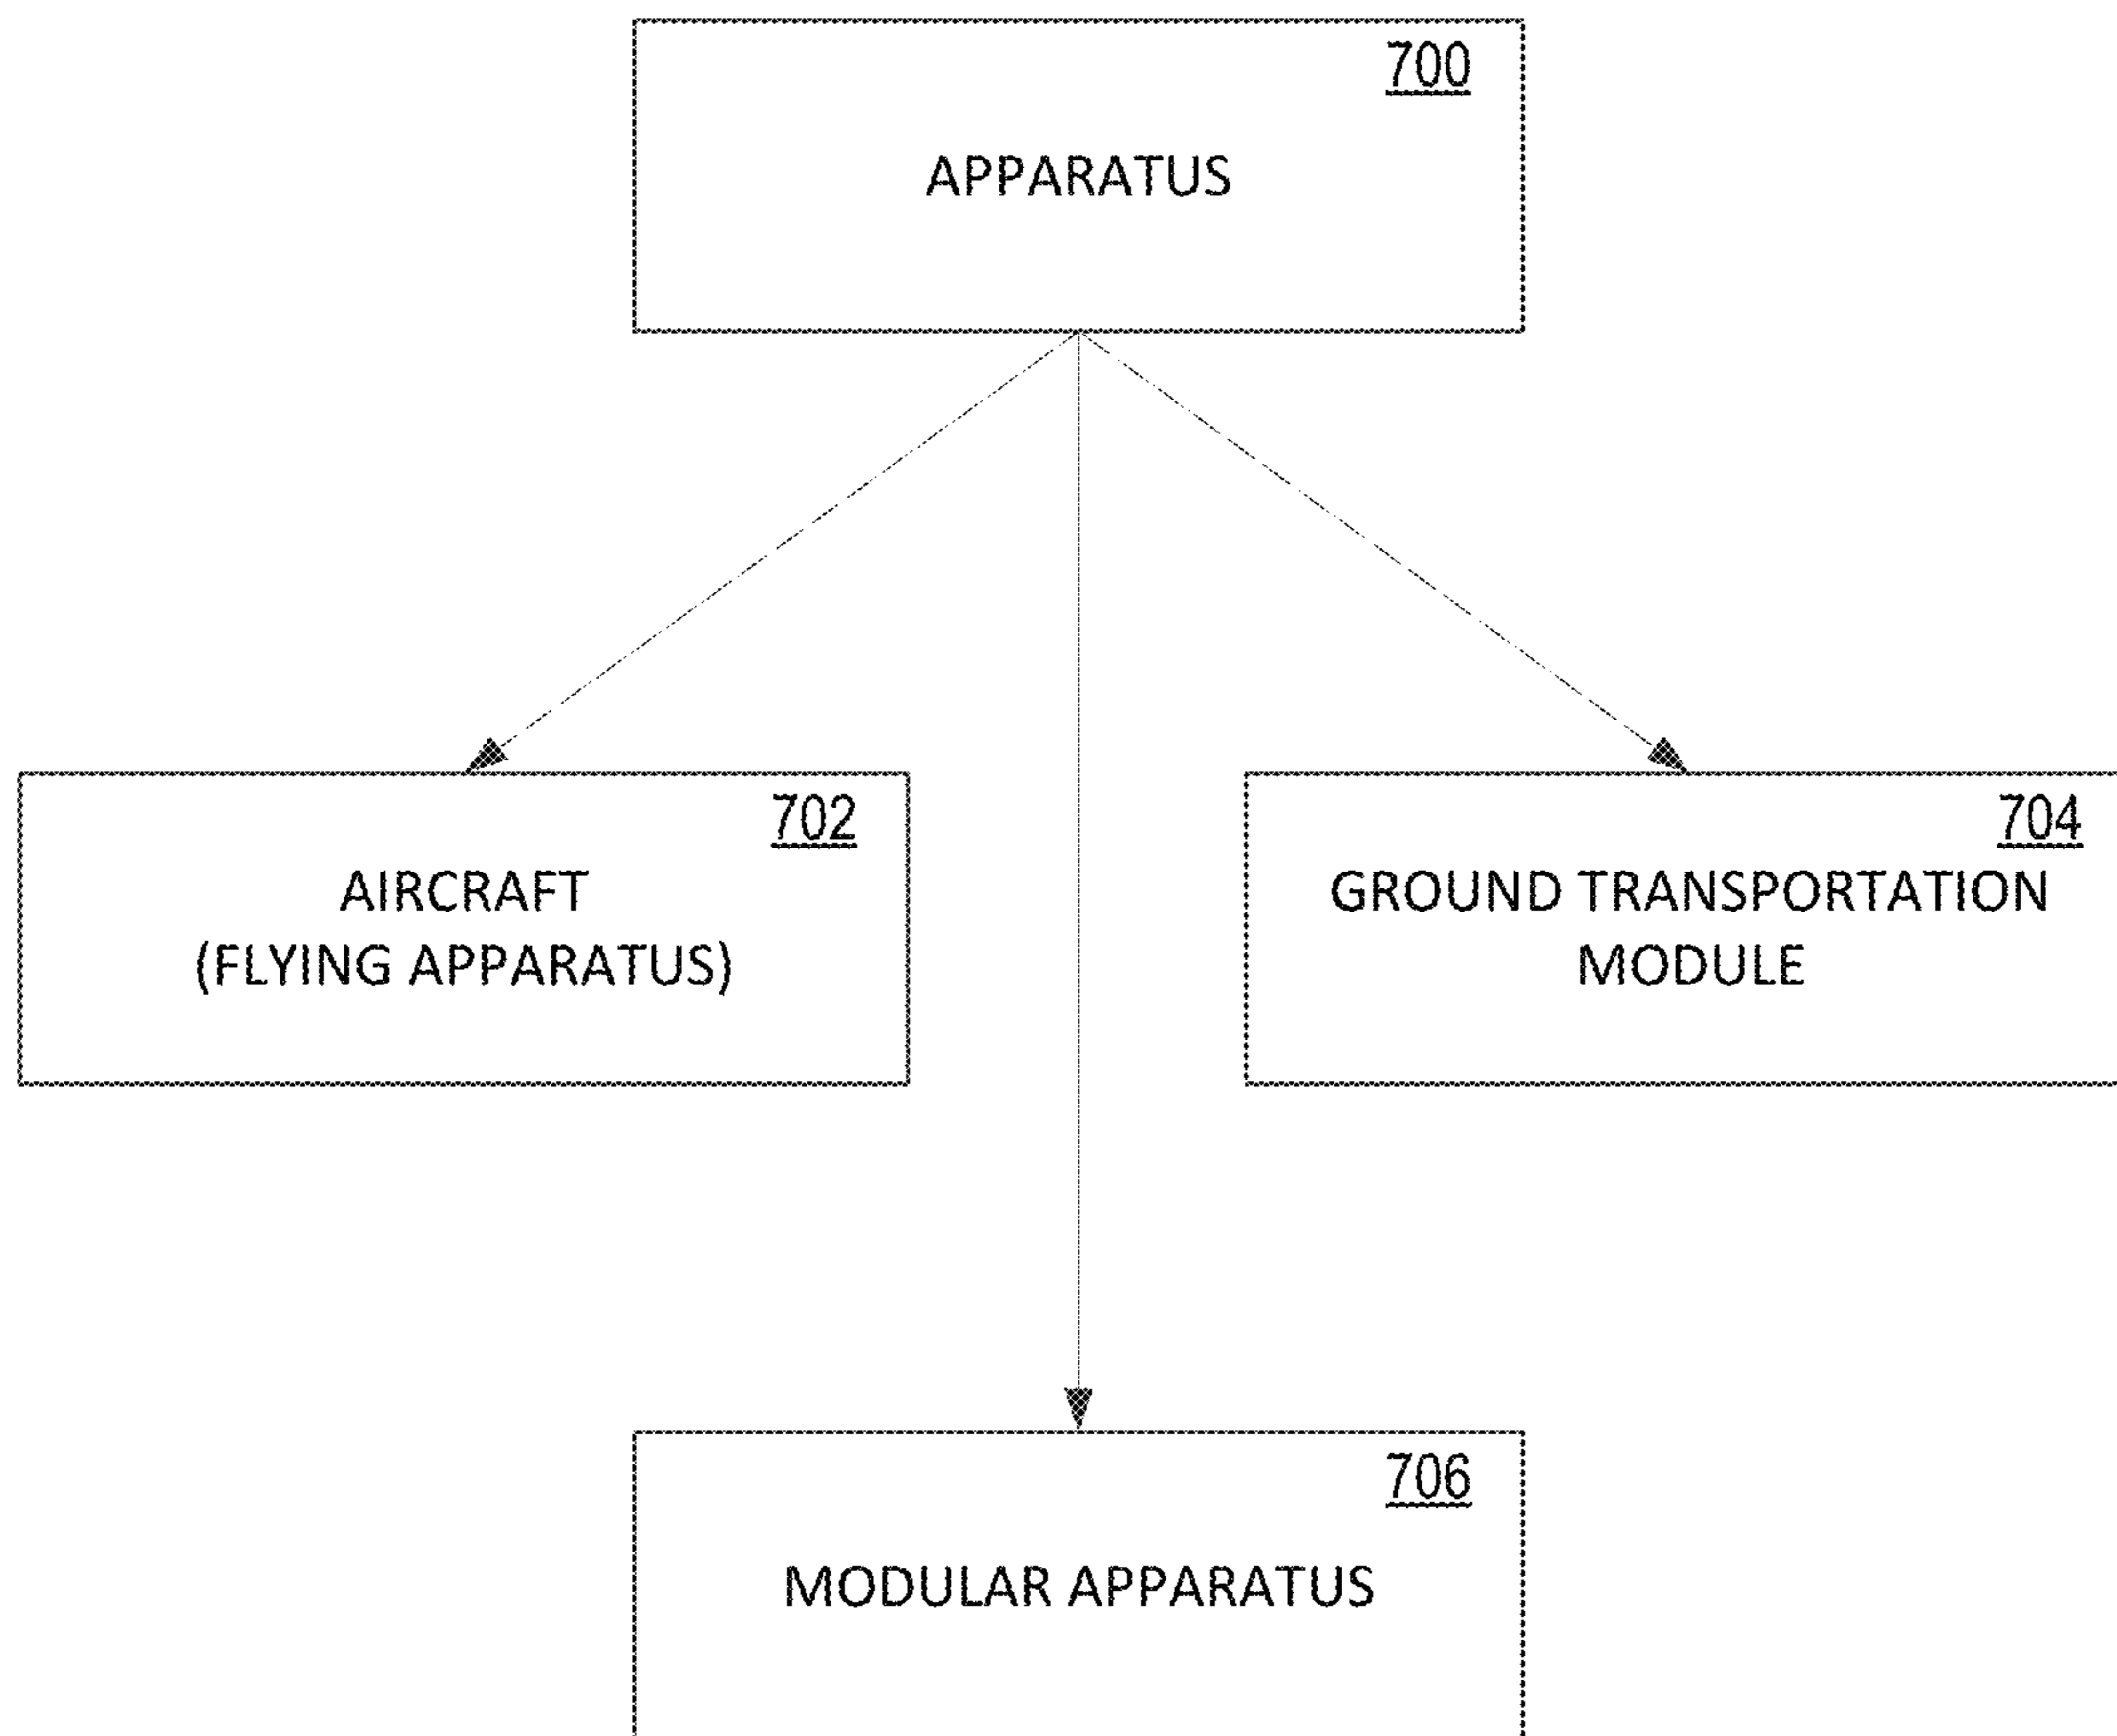 700
APPARATUS
702
AIRCRAFT
(FLYING APPARATUS)
704
GROUND TRANSPORTATION
MODULE
706
MODULAR APPARATUS